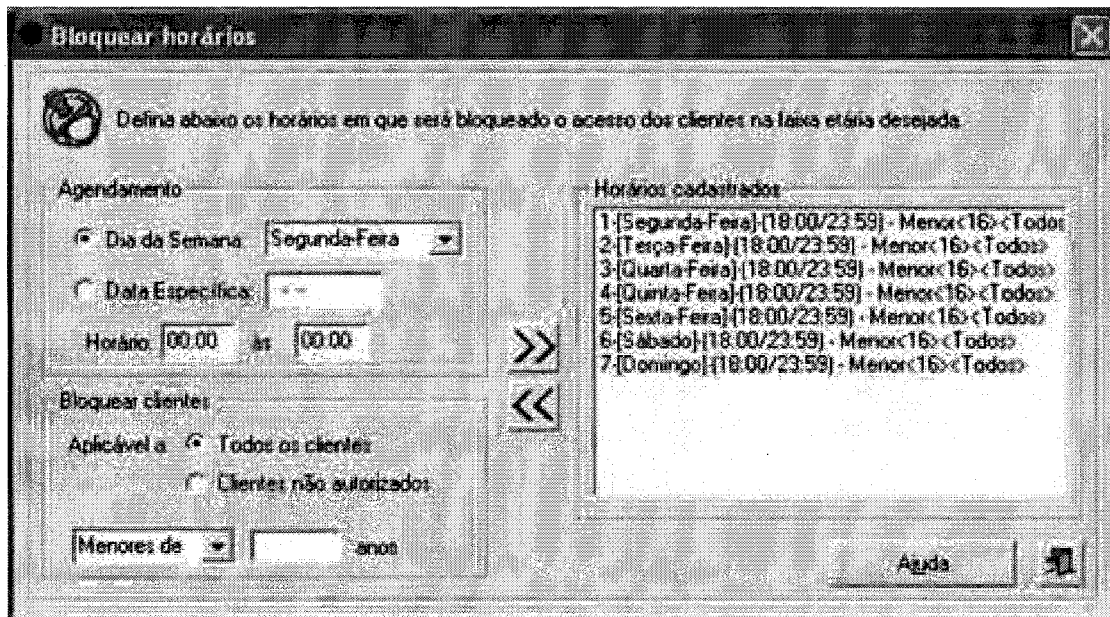 Bloquear horários
Defina abaixo os horários em que será bloqueado o acesso dos clientes na faixa etária desejada.
Agendamento
Dia da Semana: Segunda-Feira
Data Específica: - -
Horário: 00:00 às 00:00
Bloquear clientes
Aplicável a: Todos os clientes
Clientes não autorizados
Menores de anos
>>
<<
Horários cadastrados
1-[Segunda-Feira]-[18:00/23:59] - Menor<16><Todos
2-[Terça-Feira]-[18:00/23:59] - Menor<16><Todos>
3-[Quarta-Feira]-[18:00/23:59] - Menor<16><Todos>
4-[Quinta-Feira]-[18:00/23:59] - Menor<16><Todos>
5-[Sexta-Feira]-[18:00/23:59] - Menor<16><Todos>
6-[Sábado]-[18:00/23:59] - Menor<16><Todos>
7-[Domingo]-[18:00/23:59] - Menor<16><Todos>
Ajuda